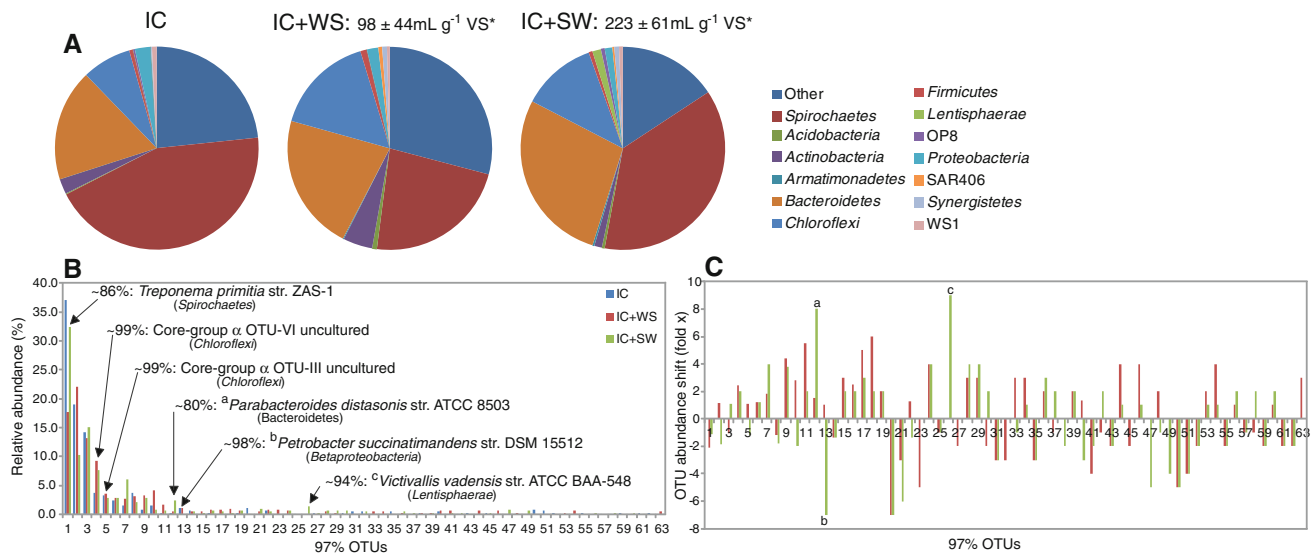 A
IC
IC+WS: 98 ± 44mL g-1 VS*
IC+SW: 223 ± 61mL g-1 VS*
Other
Spirochaetes
Acidobacteria
Actinobacteria
Armatimonadetes
Bacteroidetes
Chloroflexi
Firmicutes
Lentisphaerae
OP8
Proteobacteria
SAR406
Synergistetes
WS1
B
Relative abundance (%)
40.0
35.0
30.0
25.0
20.0
15.0
10.0
5.0
0.0
~86%: Treponema primitia str. ZAS-1
(Spirochaetes)
~99%: Core-group α OTU-VI uncultured
(Chloroflexi)
~99%: Core-group α OTU-III uncultured
(Chloroflexi)
~80%: aParabacteroides distasonis str. ATCC 8503
(Bacteroidetes)
~98%: bPetrobacter succinatimandens str. DSM 15512
(Betaproteobacteria)
~94%: cVictivallis vadensis str. ATCC BAA-548
(Lentisphaerae)
IC
IC+WS
IC+SW
1 3 5 7 9 11 13 15 17 19 21 23 25 27 29 31 33 35 37 39 41 43 45 47 49 51 53 55 57 59 61 63
97% OTUs
C
OTU abundance shift (fold x)
10
8
6
4
2
0
-2
-4
-6
-8
a
b
c
1 3 5 7 9 11 13 15 17 19 21 23 25 27 29 31 33 35 37 39 41 43 45 47 49 51 53 55 57 59 61 63
97% OTUs